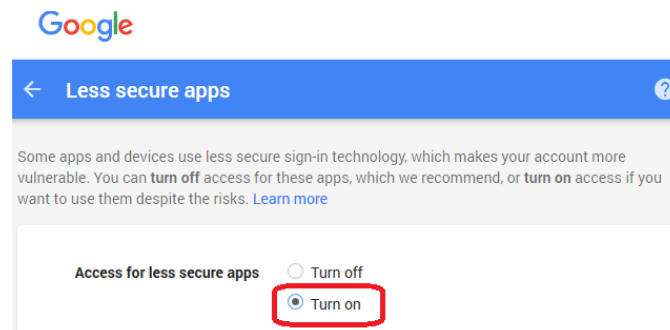 Google
Less secure apps
Some apps and devices use less secure sign-in technology, which makes your account more
vulnerable. You can turn off access for these apps, which we recommend, or turn on access if you
want to use them despite the risks. Learn more
Access for less secure apps
Turn off
Turn on